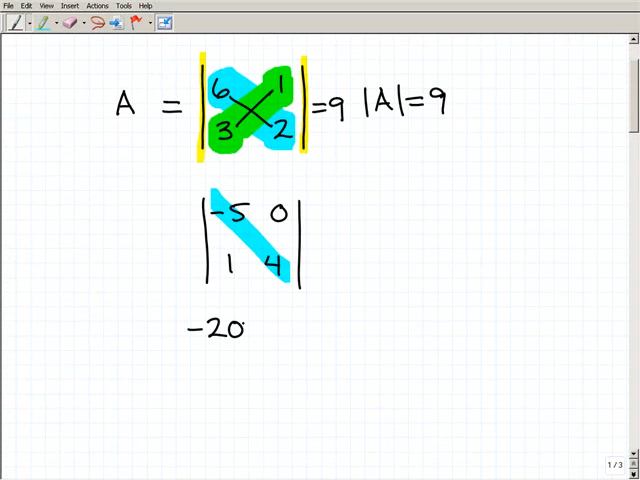 File Edit View Insert Actions Tools Help
A = | 6 1 | = 9 |A| = 9
| 3 2 |
| -5 0 |
| 1 4 |
-20
1 / 3